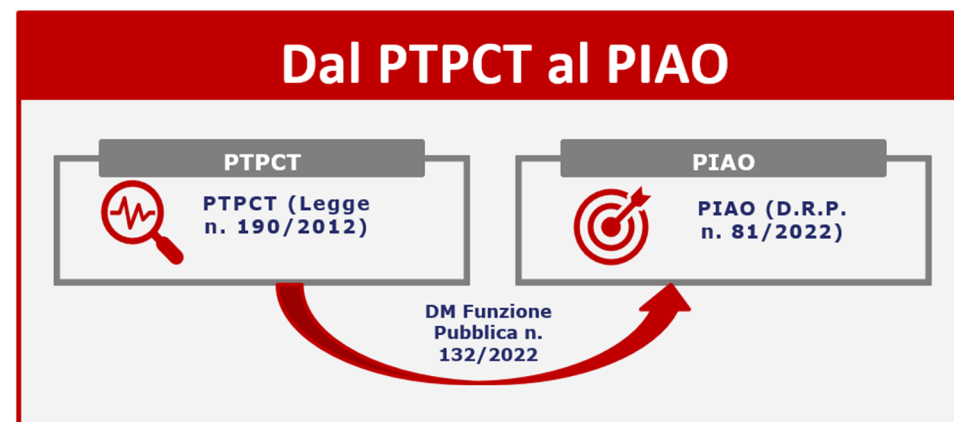 Dal PTPCT al PIAO
PTPCT
PTPCT (Legge
n. 190/2012)
PIAO
PIAO (D.R.P.
n. 81/2022)
DM Funzione
Pubblica n.
132/2022